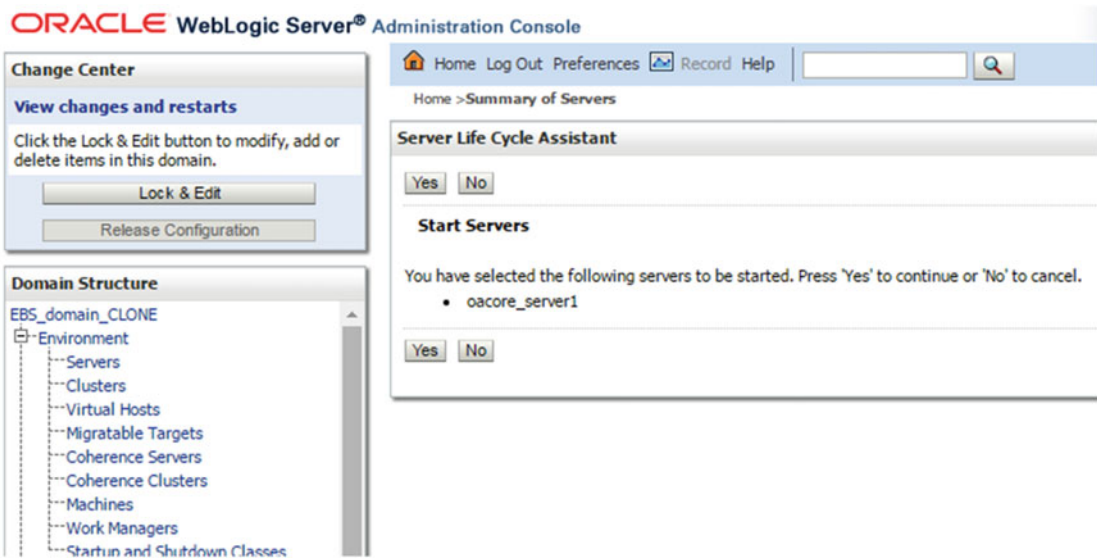 ORACLE WebLogic Server® Administration Console
Change Center
View changes and restarts
Click the Lock & Edit button to modify, add or
delete items in this domain.
Lock & Edit
Release Configuration
Domain Structure
EBS_domain_CLONE
Environment
Servers
Clusters
Virtual Hosts
Migratable Targets
Coherence Servers
Coherence Clusters
Machines
Work Managers
Startup and Shutdown Classes
Home Log Out Preferences Record Help
Home >Summary of Servers
Server Life Cycle Assistant
Yes No
Start Servers
You have selected the following servers to be started. Press 'Yes' to continue or 'No' to cancel.
• oacore_server1
Yes No